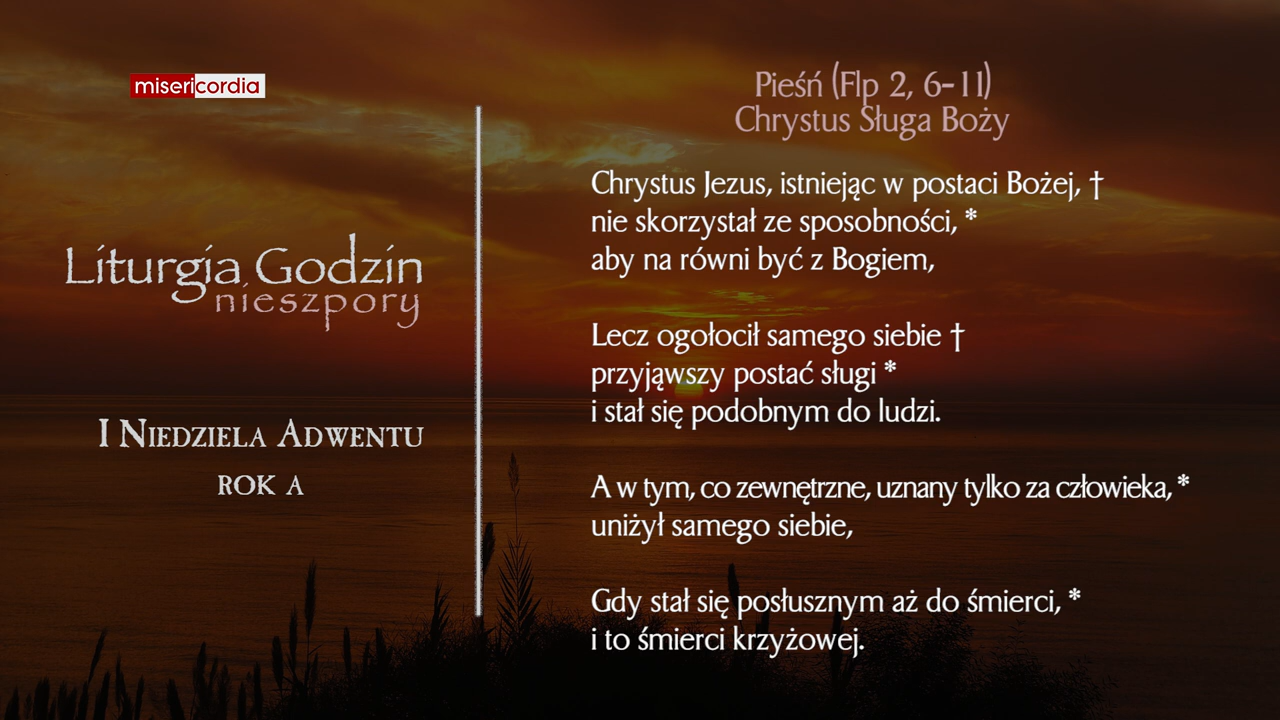 misericordia
Liturgia Godzin
nieszpory
I Niedziela Adwentu
rok A
Pieśń (Flp 2, 6-11)
Chrystus Sługa Boży
Chrystus Jezus, istniejąc w postaci Bożej, †
nie skorzystał ze sposobności, *
aby na równi być z Bogiem,
Lecz ogołocił samego siebie †
przyjąwszy postać sługi *
i stał się podobnym do ludzi.
A w tym, co zewnętrzne, uznany tylko za człowieka, *
uniżył samego siebie,
Gdy stał się posłusznym aż do śmierci, *
i to śmierci krzyżowej.